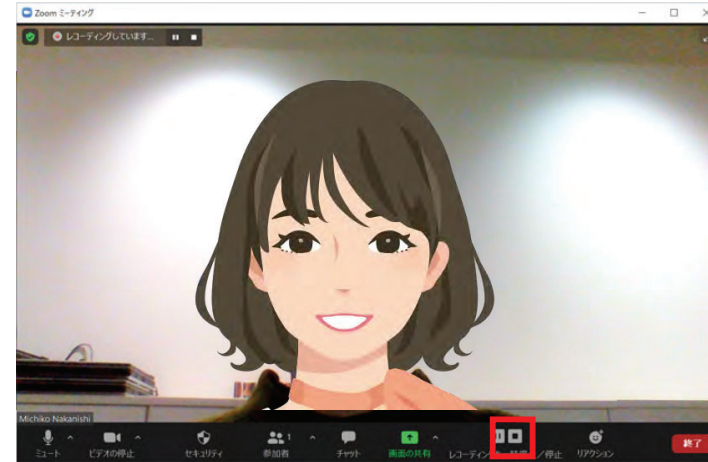 Zoom ミーティング
レコーディングしています...
Michiko Nakanishi
ミュート
ビデオの停止
セキュリティ
参加者
1
チャット
画面の共有
レコーディン
／停止
リアクション
終了